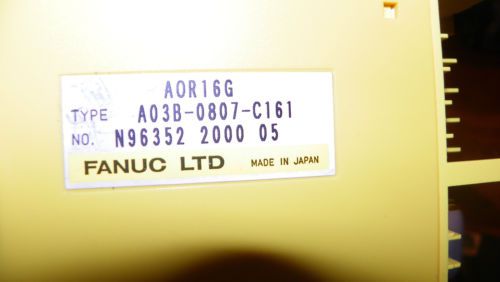 AOR16G
TYPE A03B-0807-C161
NO. N96352 2000 05
FANUC LTD MADE IN JAPAN